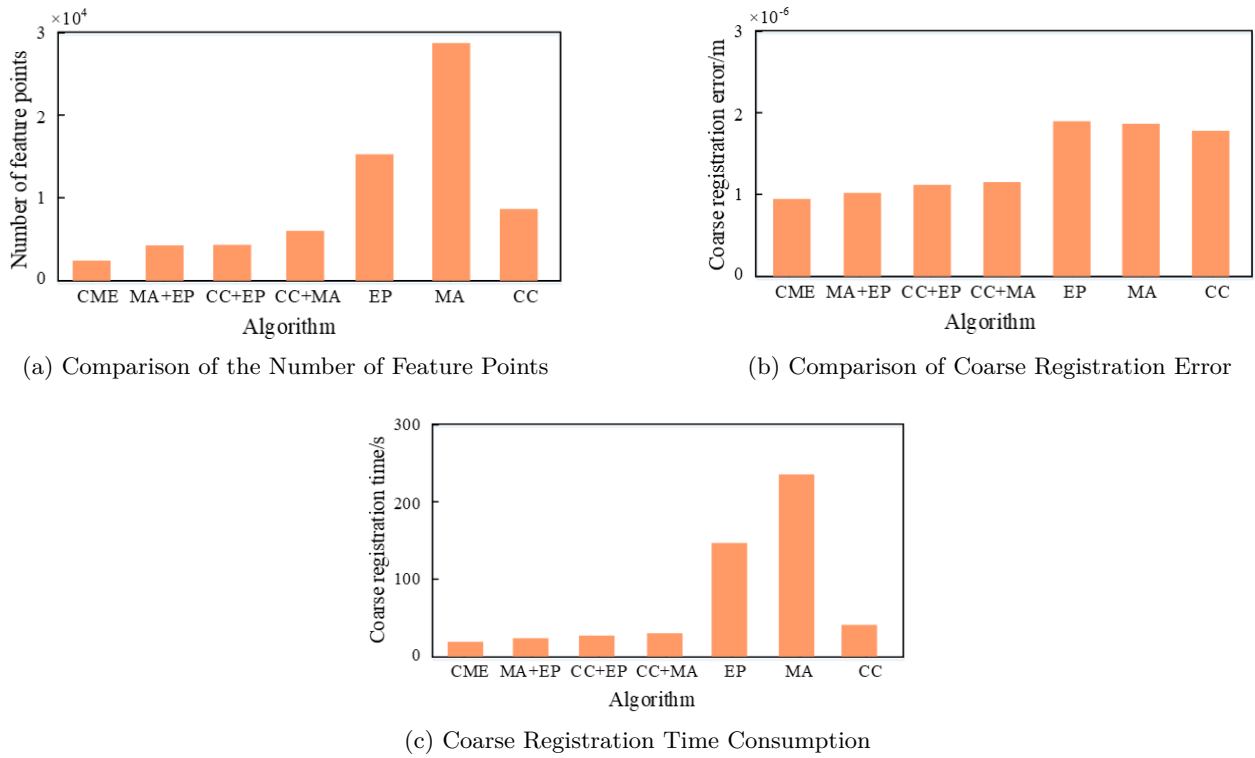 ×10⁴
3
2
1
0
Number of feature points
CME MA+EP CC+EP CC+MA EP MA CC
Algorithm
(a) Comparison of the Number of Feature Points
×10⁻⁶
3
2
1
0
Coarse registration error/m
CME MA+EP CC+EP CC+MA EP MA CC
Algorithm
(b) Comparison of Coarse Registration Error
300
200
100
0
Coarse registration time/s
CME MA+EP CC+EP CC+MA EP MA CC
Algorithm
(c) Coarse Registration Time Consumption